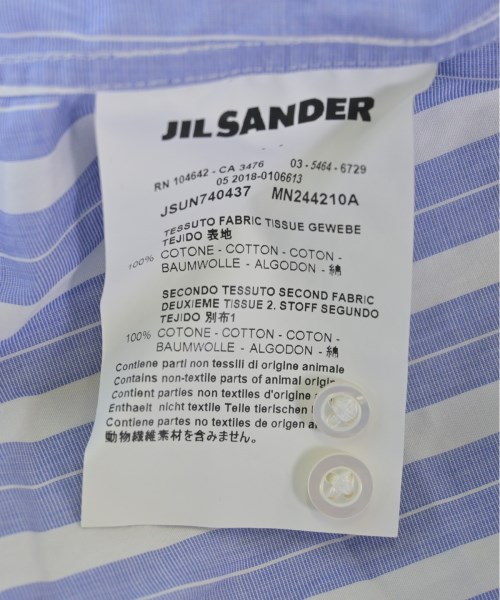 JIL SANDER
RN 104642 - CA 3476 03-5464-6729
05 2018-0106613
JSUN740437 MN244210A
TESSUTO FABRIC TISSUE GEWEBE
TEJIDO 表地
100% COTONE - COTTON - COTON -
BAUMWOLLE - ALGODON - 綿
SECONDO TESSUTO SECOND FABRIC
DEUXIEME TISSUE 2. STOFF SEGUNDO
TEJIDO 別布1
100% COTONE - COTTON - COTON -
BAUMWOLLE - ALGODON - 綿
Contiene parti non tessili di origine animale
Contains non-textile parts of animal origin
Contient parties non textiles d'origine
Enthaelt nicht textile Teile tierischen
Contiene partes no textiles de origen
動物繊維素材を含みません。